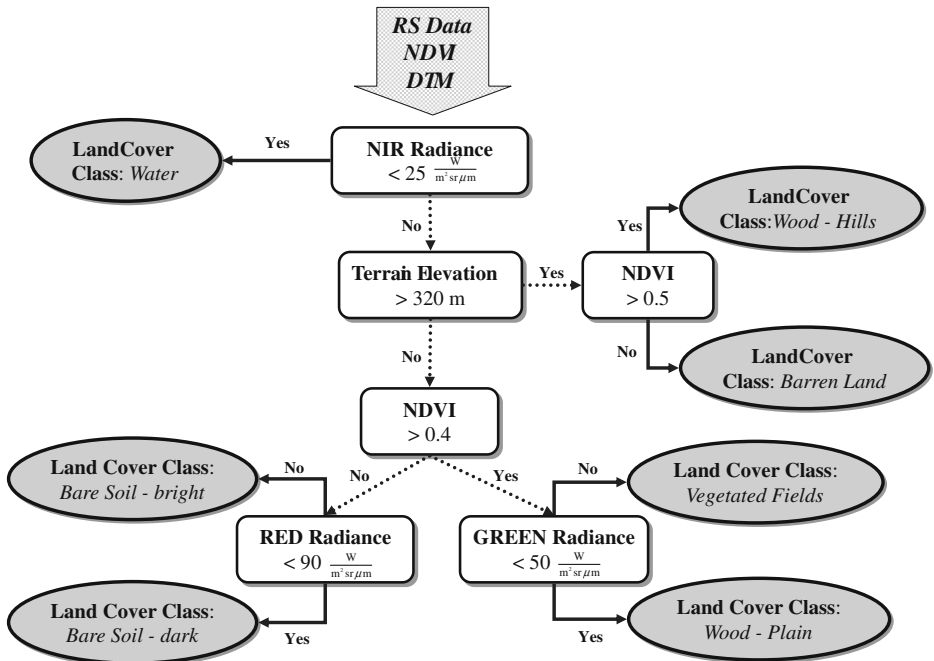 RS Data
NDVI
DTM
NIR Radiance
< 25 W/m² sr μm
Yes
LandCover
Class: Water
No
Terrain Elevation
> 320 m
Yes
NDVI
> 0.5
Yes
LandCover
Class:Wood - Hills
No
LandCover
Class: Barren Land
No
NDVI
> 0.4
No
Yes
RED Radiance
< 90 W/m² sr μm
No
Land Cover Class:
Bare Soil - bright
Yes
Land Cover Class:
Bare Soil - dark
GREEN Radiance
< 50 W/m² sr μm
No
Land Cover Class:
Vegetated Fields
Yes
Land Cover Class:
Wood - Plain